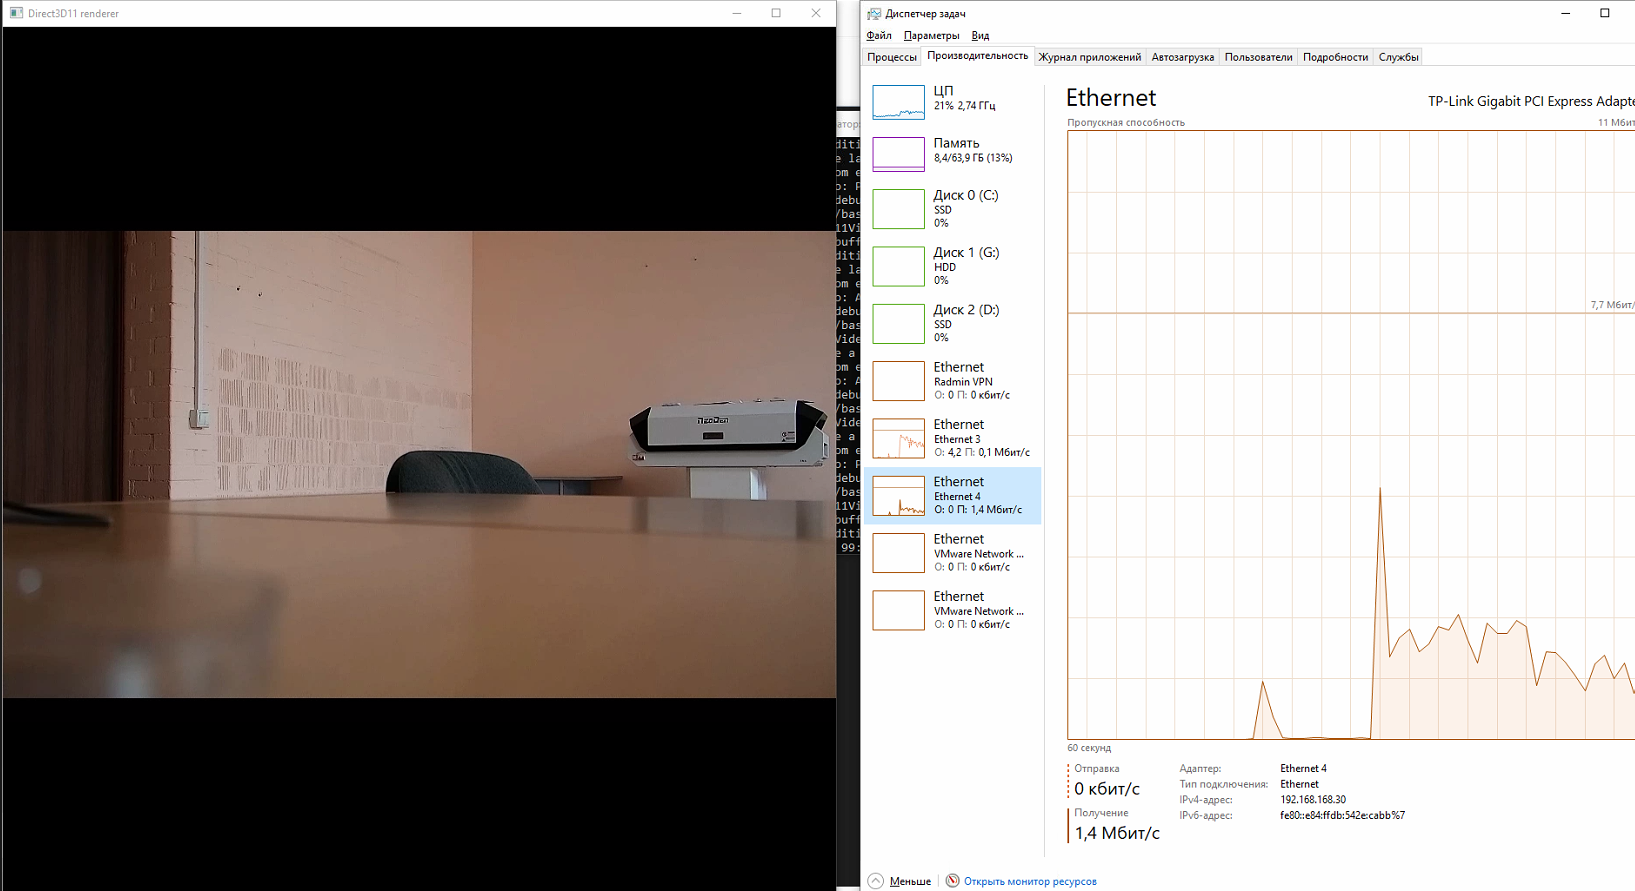 Direct3D11 renderer
NeoDen
Диспетчер задач
Файл Параметры Вид
Процессы Производительность Журнал приложений Автозагрузка Пользователи Подробности Службы
ЦП
21% 2,74 ГГц
Память
8,4/63,9 ГБ (13%)
Диск 0 (C:)
SSD
0%
Диск 1 (G:)
HDD
0%
Диск 2 (D:)
SSD
0%
Ethernet
Radmin VPN
О: 0 П: 0 кбит/с
Ethernet
Ethernet 3
О: 4,2 П: 0,1 Мбит/с
Ethernet
Ethernet 4
О: 0 П: 1,4 Мбит/с
Ethernet
VMware Network ...
О: 0 П: 0 кбит/с
Ethernet
VMware Network ...
О: 0 П: 0 кбит/с
Ethernet
TP-Link Gigabit PCI Express Adapte
Пропускная способность
11 Мбит
7,7 Мбит/
60 секунд
Отправка
0 кбит/с
Получение
1,4 Мбит/с
Адаптер: Ethernet 4
Тип подключения: Ethernet
IPv4-адрес: 192.168.168.30
IPv6-адрес: fe80::e84:ffdb:542e:cabb%7
Меньше
Открыть монитор ресурсов